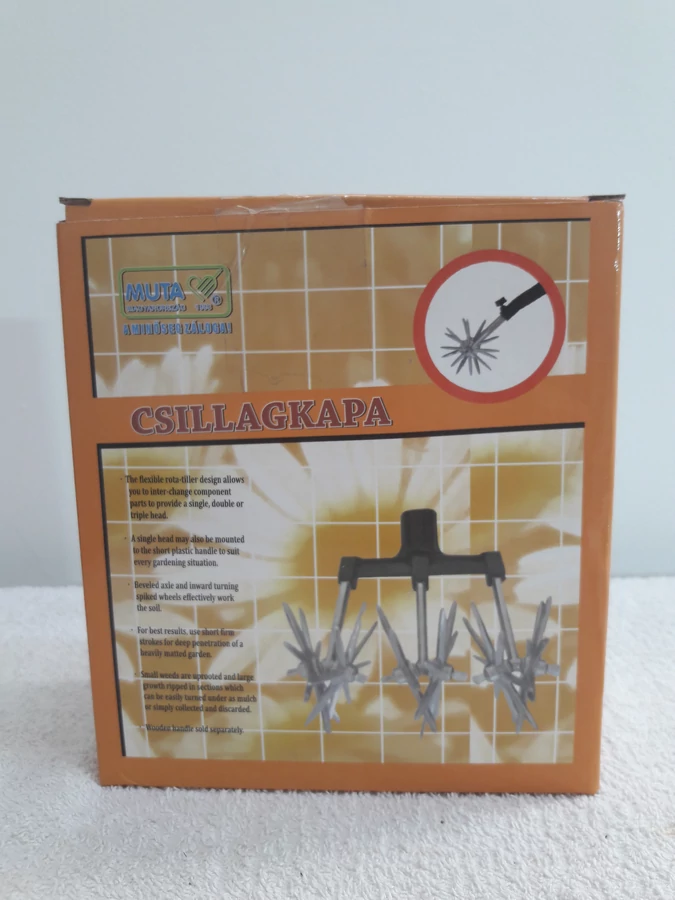 MUTA
MAGYARORSZÁG 1990
A MINŐSÉG ZÁLOGA!
CSILLAGKAPA
· The flexible rota-tiller design allows
you to inter-change component
parts to provide a single, double or
triple head.
· A single head may also be mounted
to the short plastic handle to suit
every gardening situation.
· Beveled axle and inward turning
spiked wheels effectively work
the soil.
· For best results, use short firm
strokes for deep penetration of a
heavily matted garden.
· Small weeds are uprooted and large
growth ripped in sections which
can be easily turned under as mulch
or simply collected and discarded.
· Wooden handle sold separately.